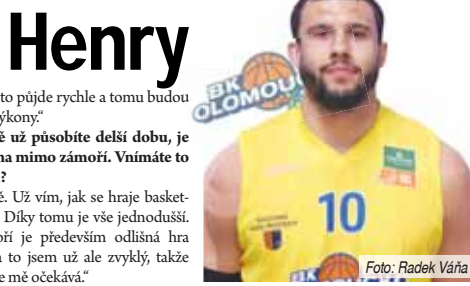 Henry
to půjde rychle a tomu budou
ýkony.“
ě už působíte delší dobu, je
na mimo zámoří. Vnímáte to
?
ě. Už vím, jak se hraje basket-
Díky tomu je vše jednodušší.
oří je především odlišná hra
to jsem už ale zvyklý, takže
e mě očekává.“
BK
OLOMOUC
10
BK
Foto: Radek Váňa